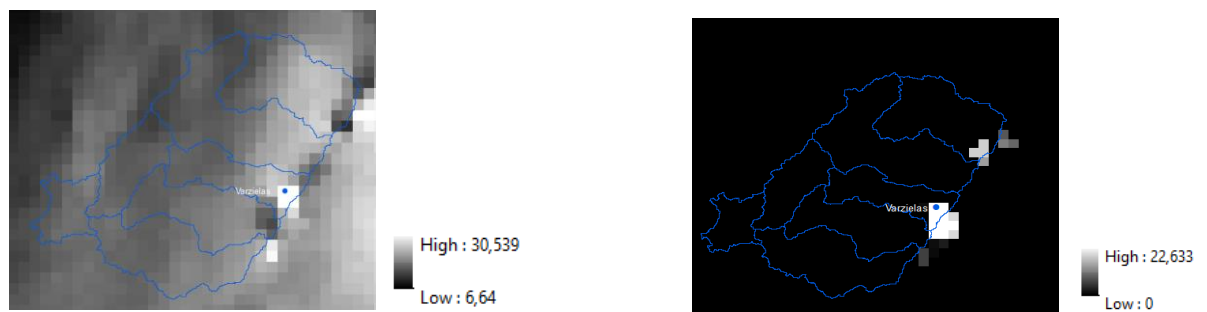 Varzielas
High : 30,539
Low : 6,64
Varzielas
High : 22,633
Low : 0